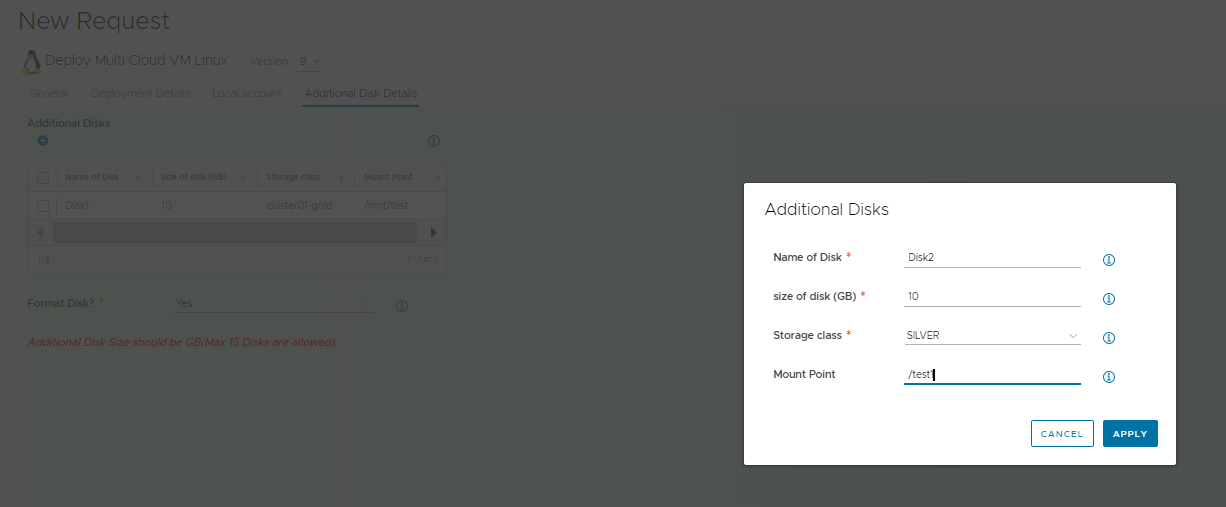 New Request
Deploy Multi Cloud VM Linux Version 9
General Deployment Details Local account Additional Disk Details
Additional Disks
Name of Disk size of disk (GB) Storage class Mount Point
Disk1 10 cluster01-gold /mnt/test
1 - 1 of 1
Format Disk? * Yes
Additional Disk Size should be GB(Max 15 Disks are allowed)
Additional Disks
Name of Disk * Disk2
size of disk (GB) * 10
Storage class * SILVER
Mount Point /test1
CANCEL APPLY